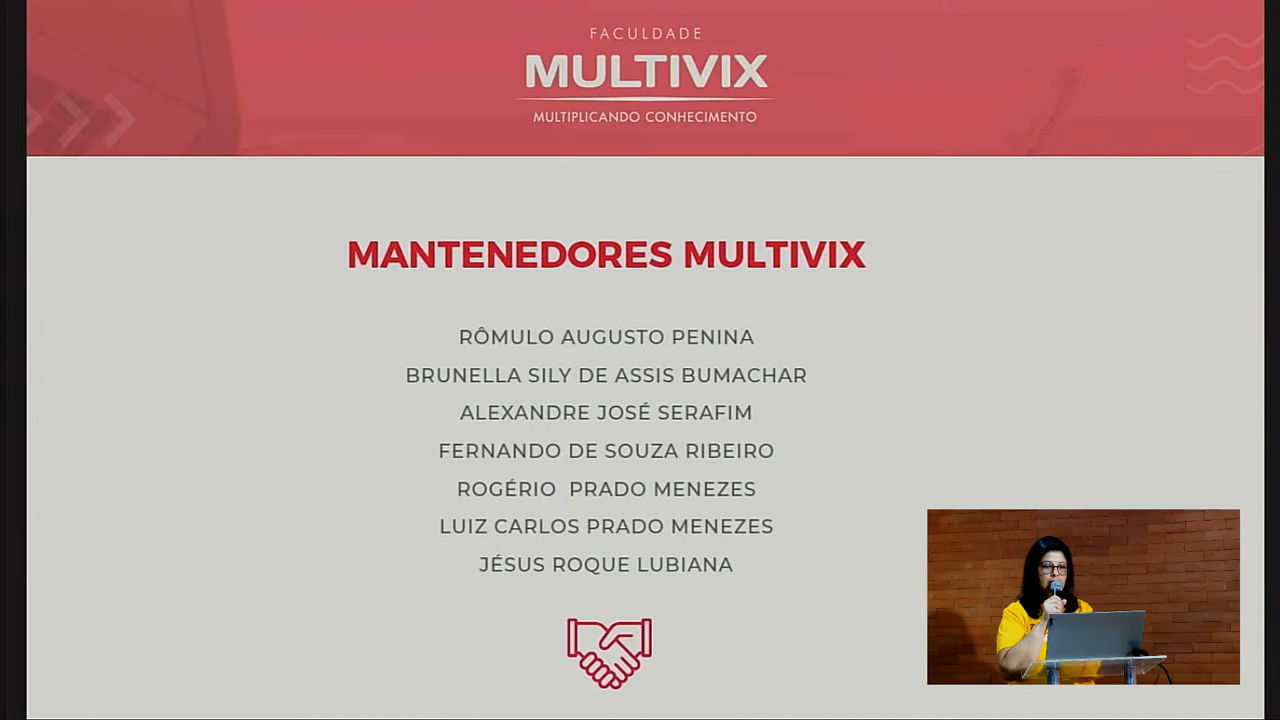 FACULDADE
MULTIVIX
MULTIPLICANDO CONHECIMENTO
MANTENEDORES MULTIVIX
RÔMULO AUGUSTO PENINA
BRUNELLA SILY DE ASSIS BUMACHAR
ALEXANDRE JOSÉ SERAFIM
FERNANDO DE SOUZA RIBEIRO
ROGÉRIO PRADO MENEZES
LUIZ CARLOS PRADO MENEZES
JÉSUS ROQUE LUBIANA